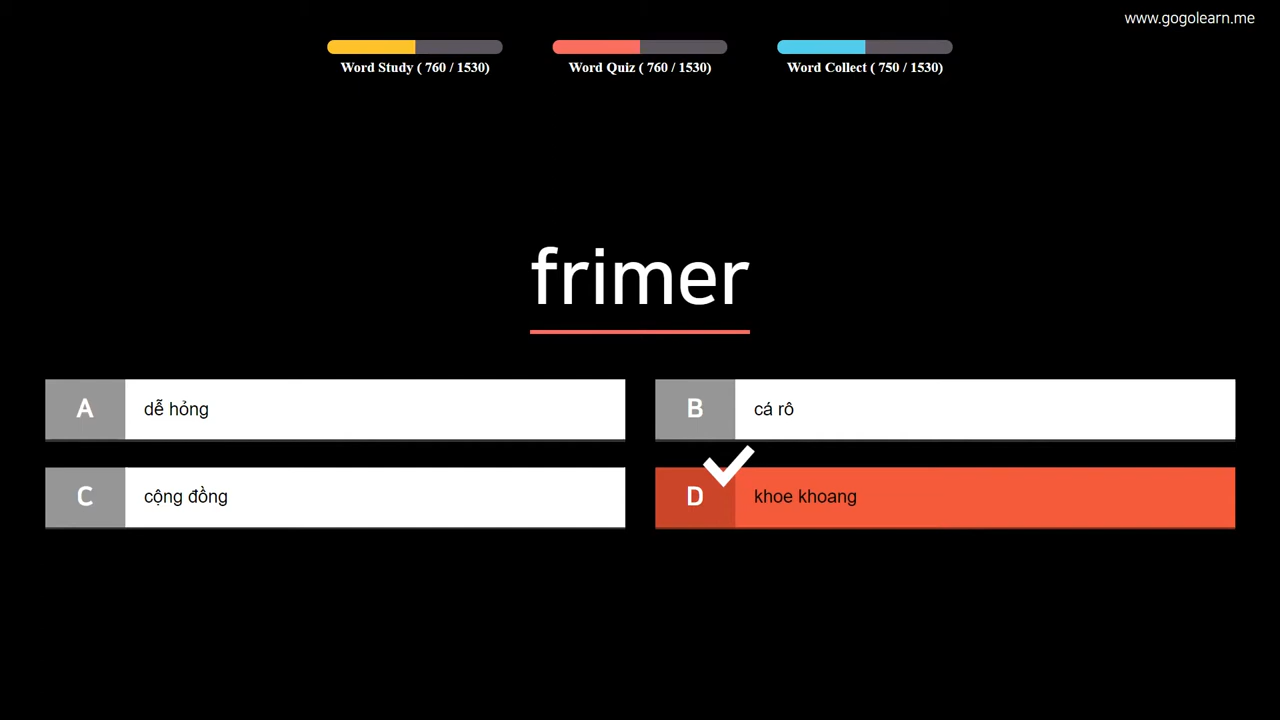 www.gogolearn.me
Word Study ( 760 / 1530)
Word Quiz ( 760 / 1530)
Word Collect ( 750 / 1530)
frimer
A dễ hỏng
B cá rô
C cộng đồng
D khoe khoang